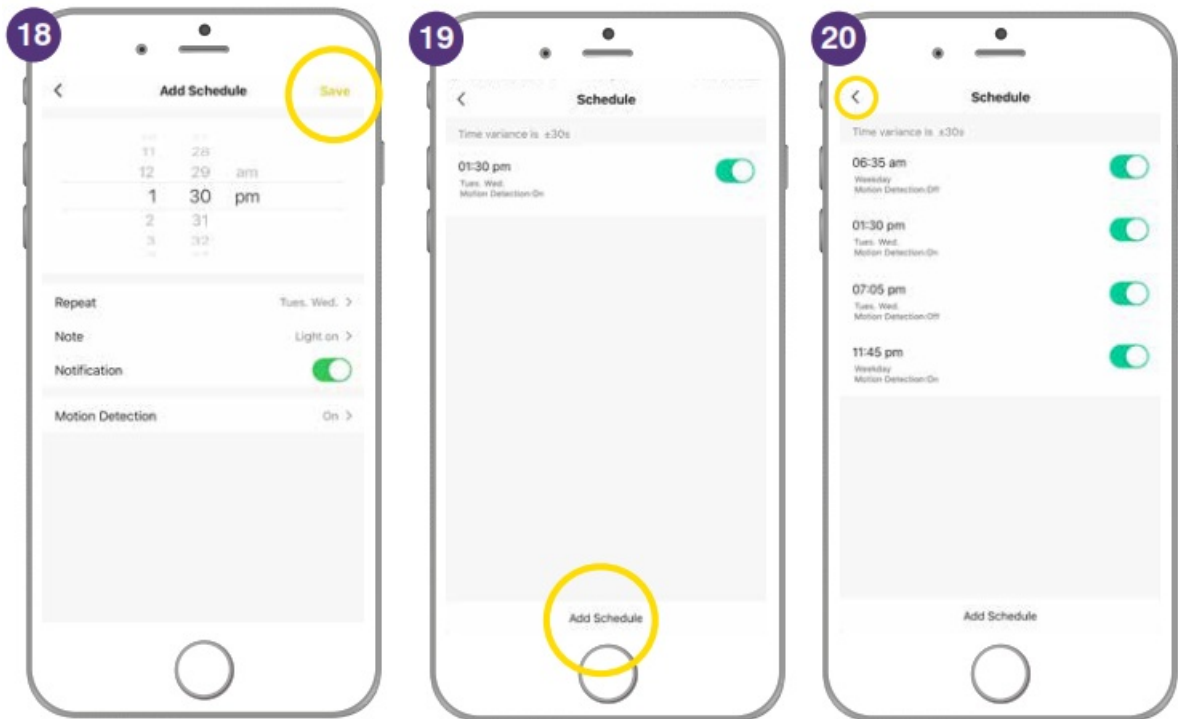 18
Add Schedule Save
11 28
12 29 am
1 30 pm
2 31
3 32
Repeat Tues. Wed.
Note Light on
Notification
Motion Detection On
Add Schedule
19
Schedule
Time variance is ±30s
01:30 pm
Tues. Wed.
Motion Detection:On
Add Schedule
20
Schedule
Time variance is ±30s
06:35 am
Weekday
Motion Detection:Off
01:30 pm
Tues. Wed.
Motion Detection:On
07:05 pm
Tues. Wed.
Motion Detection:Off
11:45 pm
Weekday
Motion Detection:On
Add Schedule